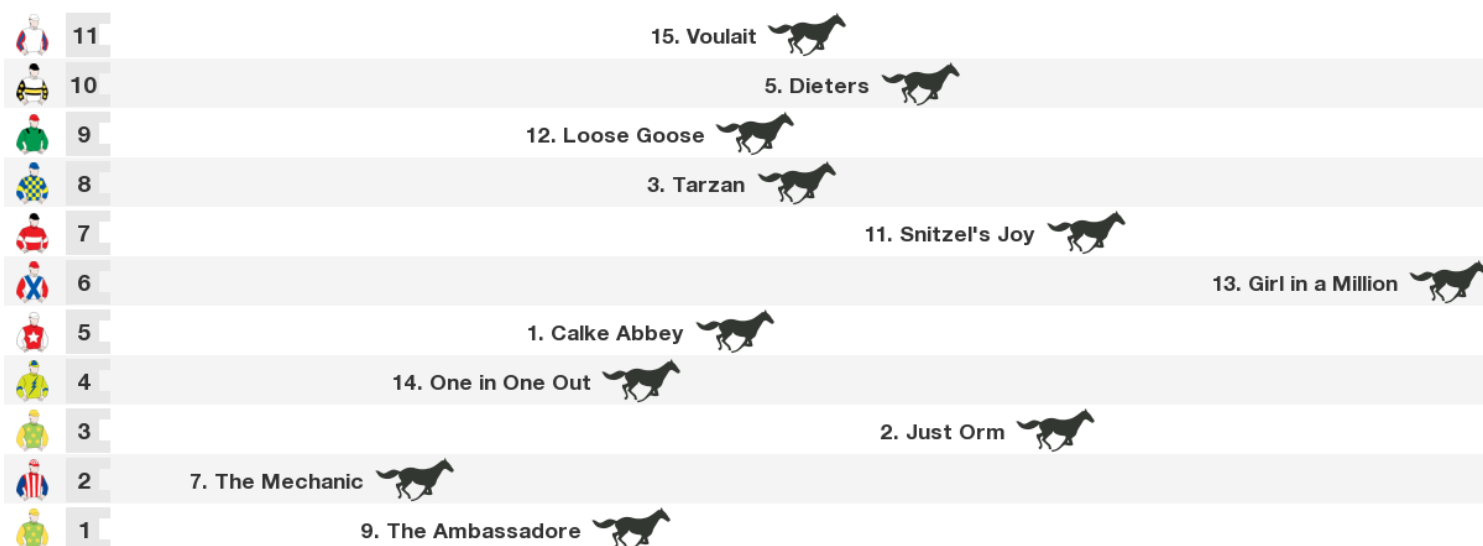 11 15. Voulait
10 5. Dieters
9 12. Loose Goose
8 3. Tarzan
7 11. Snitzel's Joy
6 13. Girl in a Million
5 1. Calke Abbey
4 14. One in One Out
3 2. Just Orm
2 7. The Mechanic
1 9. The Ambassadore